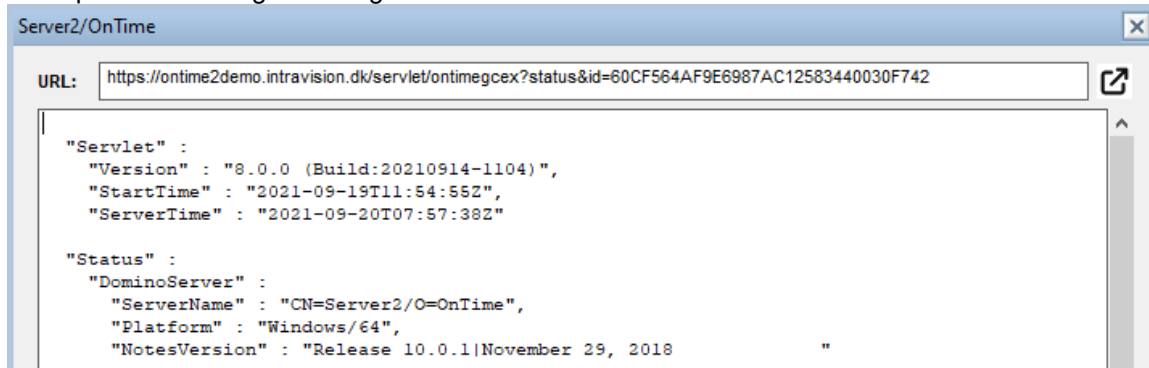 Server2/OnTime
URL: https://ontime2demo.intravision.dk/servlet/ontimegcex?status&id=60CF564AF9E6987AC12583440030F742
"Servlet" :
"Version" : "8.0.0 (Build:20210914-1104)",
"StartTime" : "2021-09-19T11:54:55Z",
"ServerTime" : "2021-09-20T07:57:38Z"
"Status" :
"DominoServer" :
"ServerName" : "CN=Server2/O=OnTime",
"Platform" : "Windows/64",
"NotesVersion" : "Release 10.0.1|November 29, 2018 "